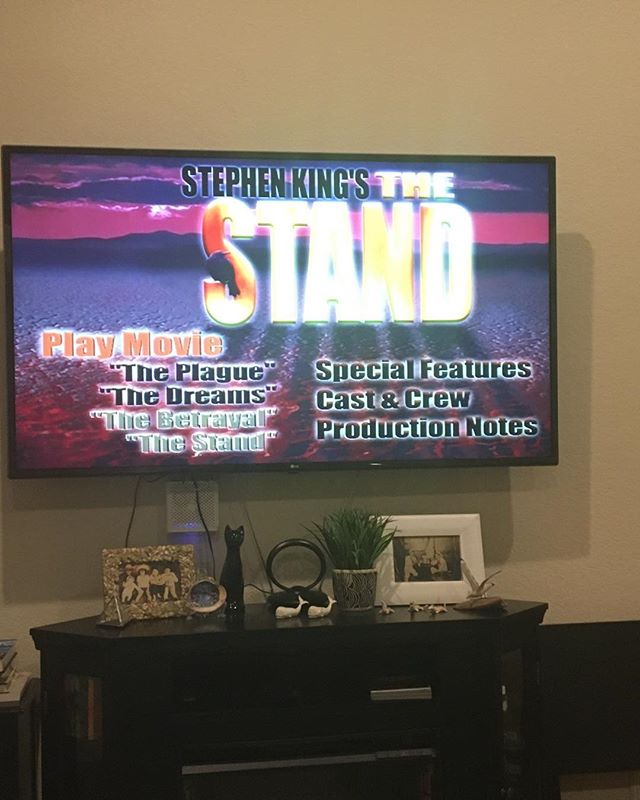 STEPHEN KING'S THE
STAND
Play Movie
"The Plague"
"The Dreams"
"The Betrayal"
"The Stand"
Special Features
Cast & Crew
Production Notes
LG